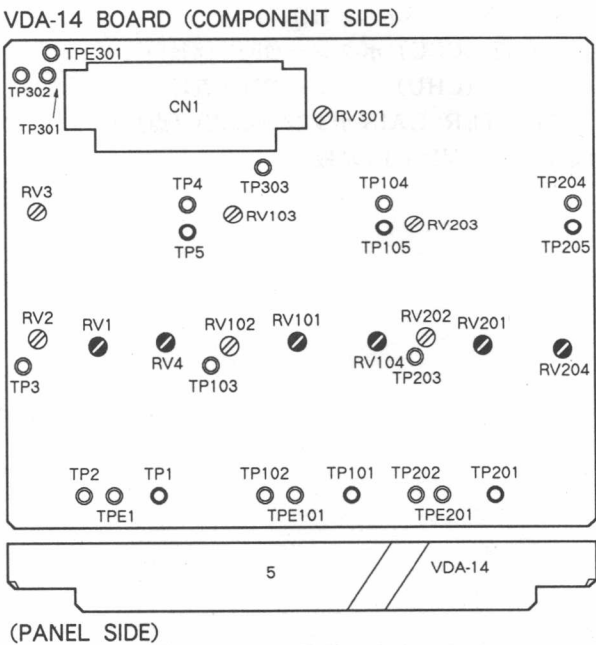 VDA-14 BOARD (COMPONENT SIDE)
TPE301
TP302
TP301
CN1
RV301
TP303
RV3
TP4
RV103
TP5
TP104
RV203
TP105
TP204
TP205
RV2
RV1
RV4
RV102
RV101
RV104
RV202
RV201
RV204
TP3
TP103
TP203
TP2
TP1
TP102
TP101
TP202
TP201
TPE1
TPE101
TPE201
5
VDA-14
(PANEL SIDE)